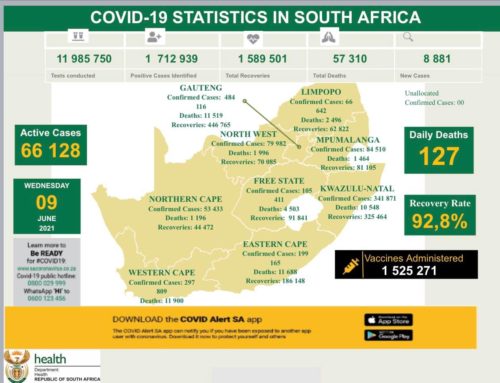 COVID-19 STATISTICS IN SOUTH AFRICA
11 985 750
Tests conducted
1 712 939
Positive Cases Identified
1 589 501
Total Recoveries
57 310
Total Deaths
8 881
New Cases
Unallocated
Confirmed Cases: 00
Active Cases
66 128
WEDNESDAY
09
JUNE
2021
Learn more to
Be READY
for #COVID19:
www.sacoronavirus.co.za
Covid-19 public hotline:
0800 029 999
WhatsApp 'HI' to
0600 123 456
GAUTENG
Confirmed Cases: 484
116
Deaths: 11 519
Recoveries: 446 765
LIMPOPO
Confirmed Cases: 66
642
Deaths: 2 496
Recoveries: 62 822
NORTH WEST
Confirmed Cases: 79 982
Deaths: 1 996
Recoveries: 70 085
MPUMALANGA
Confirmed Cases: 84 510
Deaths: 1 464
Recoveries: 81 105
FREE STATE
Confirmed Cases: 105
411
Deaths: 4 503
Recoveries: 91 841
KWAZULU-NATAL
Confirmed Cases: 341 871
Deaths: 10 548
Recoveries: 325 464
NORTHERN CAPE
Confirmed Cases: 53 433
Deaths: 1 196
Recoveries: 44 472
EASTERN CAPE
Confirmed Cases: 199
165
Deaths: 11 688
Recoveries: 186 148
WESTERN CAPE
Confirmed Cases: 297
809
Deaths: 11 900
Daily Deaths
127
Recovery Rate
92,8%
Vaccines Administered
1 525 271
DOWNLOAD the COVID Alert SA app
The COVID Alert SA app can notify you if you have been exposed to another app
user with coronavirus. Download it now to protect yourself and others
App Store
Google Play
health
Department:
Health
REPUBLIC OF SOUTH AFRICA